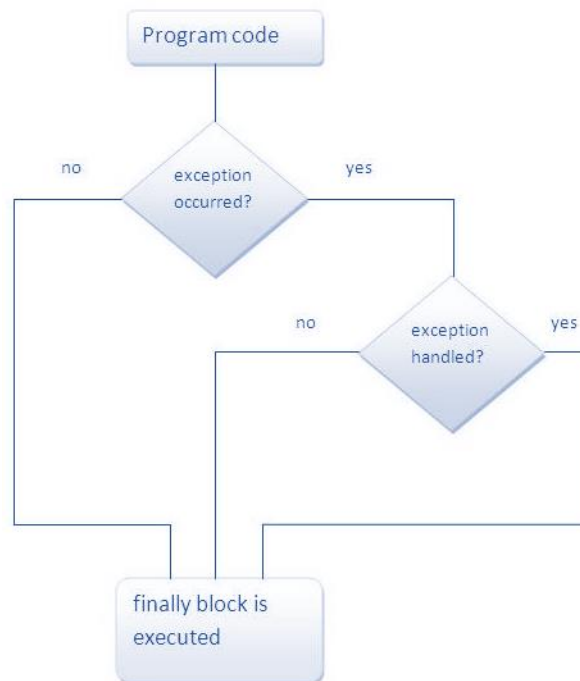 Program code
no
yes
exception
occurred?
no
yes
exception
handled?
finally block is
executed